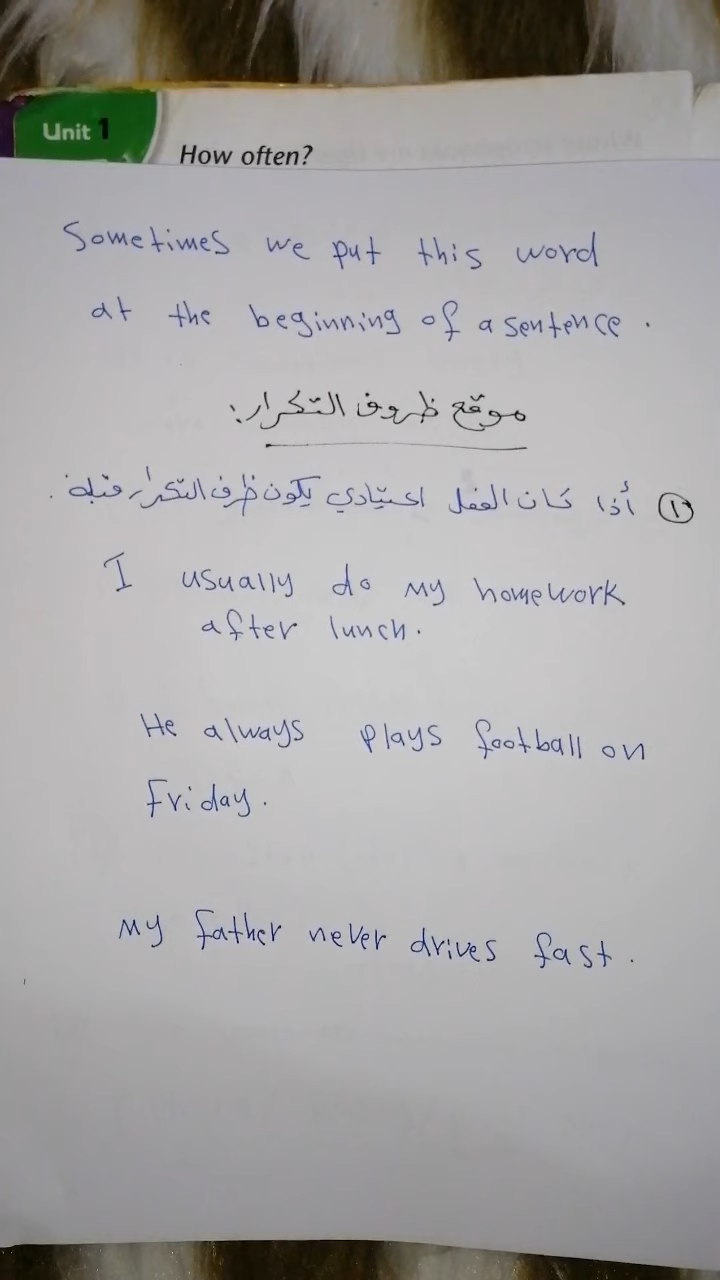 Unit 1
How often?
Sometimes we put this word
at the beginning of a sentence.
موقع ظروف التكرار:
١ أذا كان الفعل اعتيادي يكون ظرف التكرار قبله.
I usually do my homework
after lunch.
He always plays football on
Friday.
My father never drives fast.